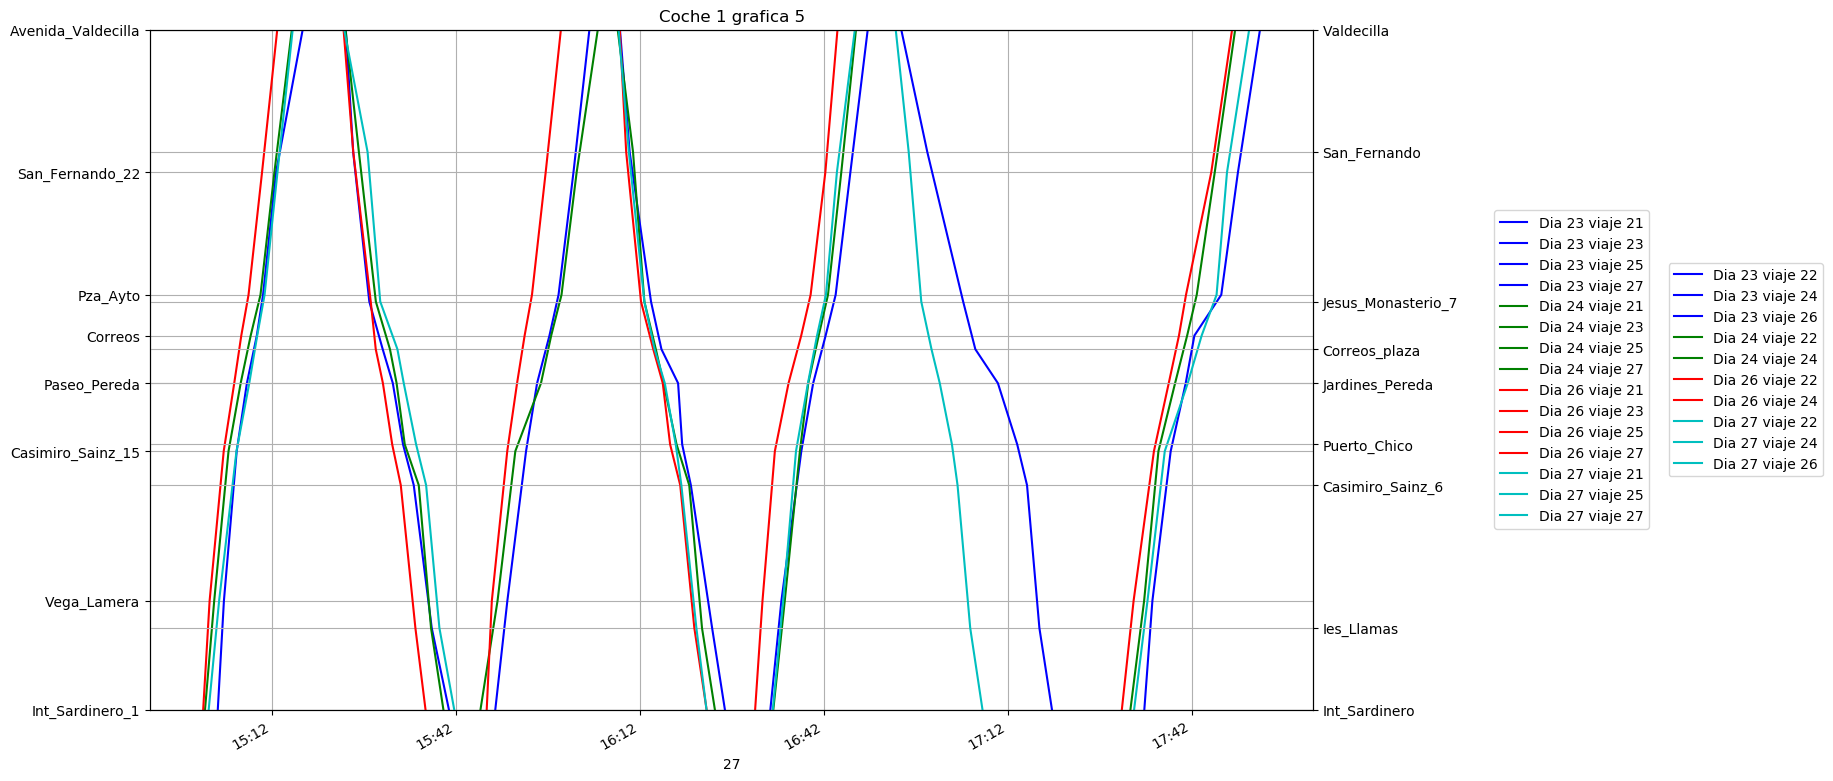 Coche 1 grafica 5
Avenida_Valdecilla
San_Fernando_22
Pza_Ayto
Correos
Paseo_Pereda
Casimiro_Sainz_15
Vega_Lamera
Int_Sardinero_1
Valdecilla
San_Fernando
Jesus_Monasterio_7
Correos_plaza
Jardines_Pereda
Puerto_Chico
Casimiro_Sainz_6
Ies_Llamas
Int_Sardinero
15:12
15:42
16:12
16:42
17:12
17:42
27
Dia 23 viaje 21
Dia 23 viaje 23
Dia 23 viaje 25
Dia 23 viaje 27
Dia 24 viaje 21
Dia 24 viaje 23
Dia 24 viaje 25
Dia 24 viaje 27
Dia 26 viaje 21
Dia 26 viaje 23
Dia 26 viaje 25
Dia 26 viaje 27
Dia 27 viaje 21
Dia 27 viaje 25
Dia 27 viaje 27
Dia 23 viaje 22
Dia 23 viaje 24
Dia 23 viaje 26
Dia 24 viaje 22
Dia 24 viaje 24
Dia 26 viaje 22
Dia 26 viaje 24
Dia 27 viaje 22
Dia 27 viaje 24
Dia 27 viaje 26